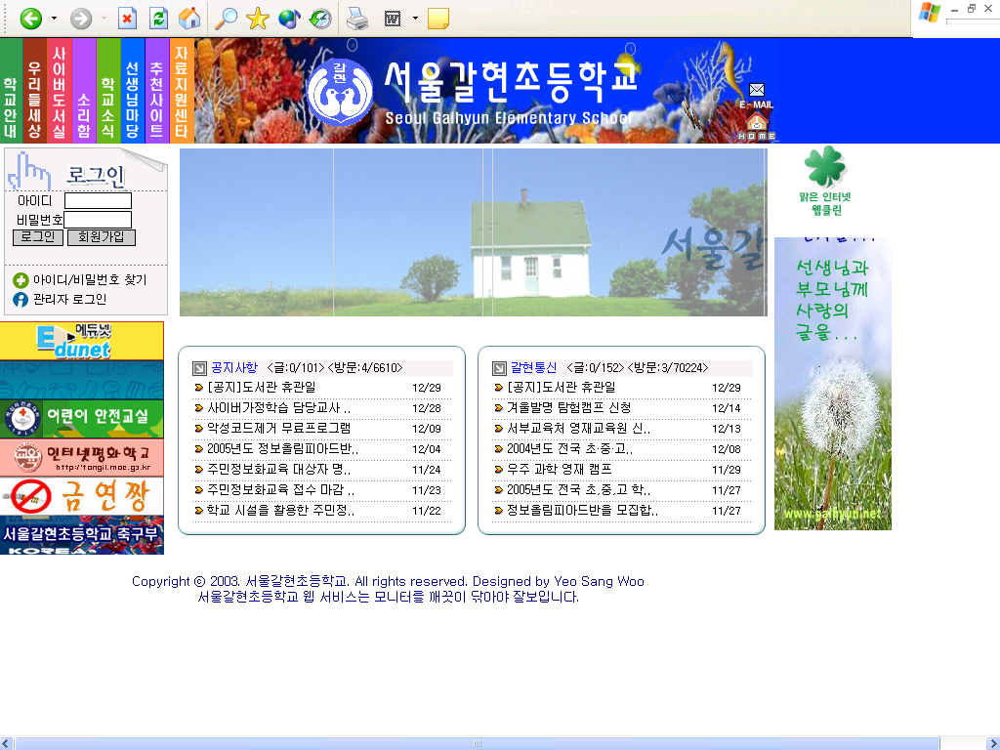 학교안내
우리들세상
사이버도서실
소리함
학교소식
선생님마당
추천사이트
자료지원센타
갈현
서울갈현초등학교
Seoul Galhyun Elementary School
E-MAIL
HOME
로그인
아이디
비밀번호
로그인 회원가입
아이디/비밀번호 찾기
관리자 로그인
에듀넷
Edunet
어린이 안전교실
인터넷평화학교
http://tongil.moe.go.kr
금연짱
서울갈현초등학교 축구부
KOREA
서울갈
맑은 인터넷
웹클린
선생님과
부모님께
사랑의
글을...
www.galhyun.net
공지사항 <글:0/101> <방문:4/6610>
[공지]도서관 휴관일 12/29
사이버가정학습 담당교사 .. 12/28
악성코드제거 무료프로그램 12/09
2005년도 정보올림피아드반.. 12/04
주민정보화교육 대상자 명.. 11/24
주민정보화교육 접수 마감 .. 11/23
학교 시설을 활용한 주민정.. 11/22
갈현통신 <글:0/152> <방문:3/70224>
[공지]도서관 휴관일 12/29
겨울발명 탐험캠프 신청 12/14
서부교육청 영재교육원 신.. 12/13
2004년도 전국 초·중·고.. 12/08
우주 과학 영재 캠프 11/29
2005년도 전국 초,중,고 학.. 11/27
정보올림피아드반을 모집합.. 11/27
Copyright ⓒ 2003. 서울갈현초등학교. All rights reserved. Designed by Yeo Sang Woo
서울갈현초등학교 웹 서비스는 모니터를 깨끗이 닦아야 잘보입니다.